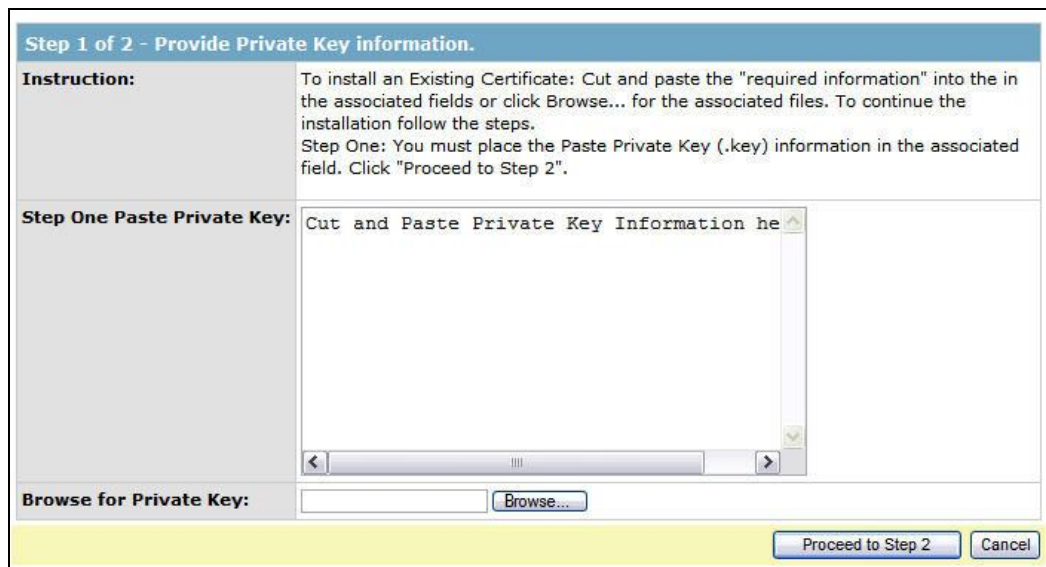 Step 1 of 2 - Provide Private Key information.
Instruction:
To install an Existing Certificate: Cut and paste the "required information" into the in
the associated fields or click Browse... for the associated files. To continue the
installation follow the steps.
Step One: You must place the Paste Private Key (.key) information in the associated
field. Click "Proceed to Step 2".
Step One Paste Private Key:
Cut and Paste Private Key Information he
Browse for Private Key:
Browse...
Proceed to Step 2
Cancel